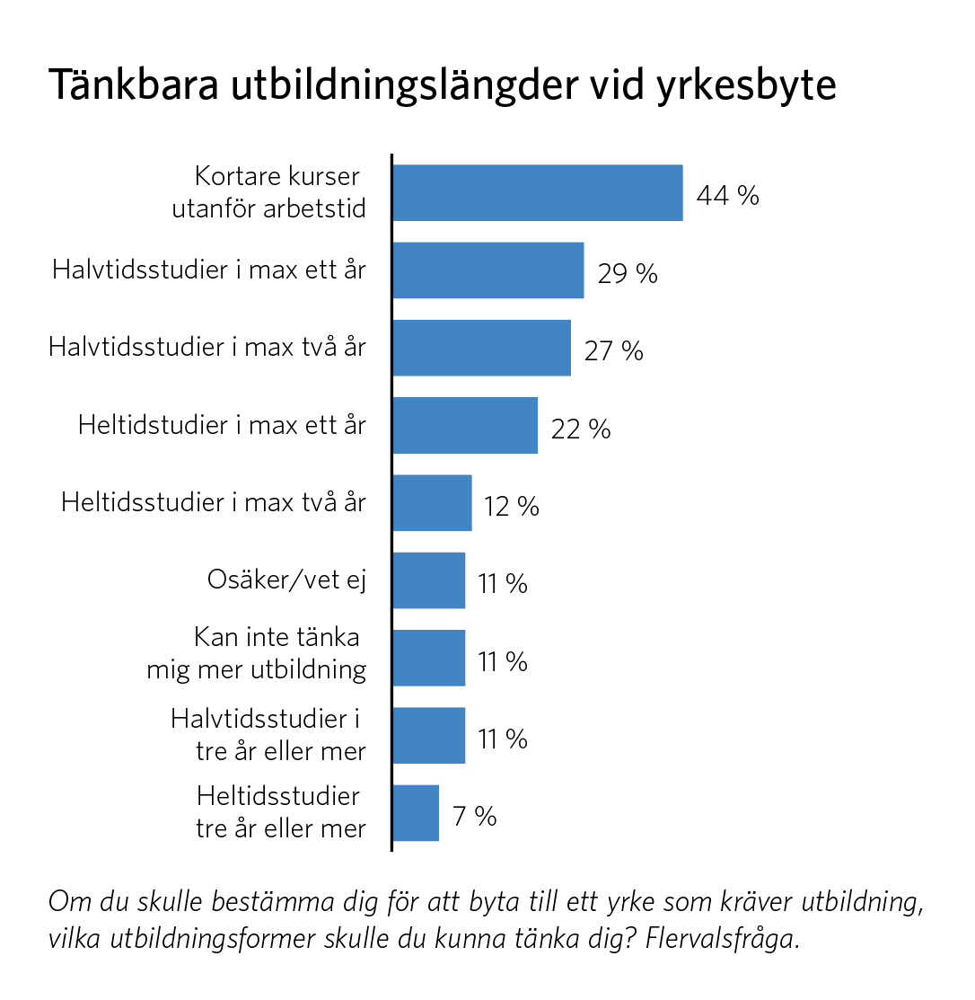 Tänkbara utbildningslängder vid yrkesbyte
Kortare kurser
utanför arbetstid
44 %
Halvtidsstudier i max ett år
29 %
Halvtidsstudier i max två år
27 %
Heltidstudier i max ett år
22 %
Heltidsstudier i max två år
12 %
Osäker/vet ej
11 %
Kan inte tänka
mig mer utbildning
11 %
Halvtidsstudier i
tre år eller mer
11 %
Heltidsstudier
tre år eller mer
7 %
Om du skulle bestämma dig för att byta till ett yrke som kräver utbildning,
vilka utbildningsformer skulle du kunna tänka dig? Flervalsfråga.